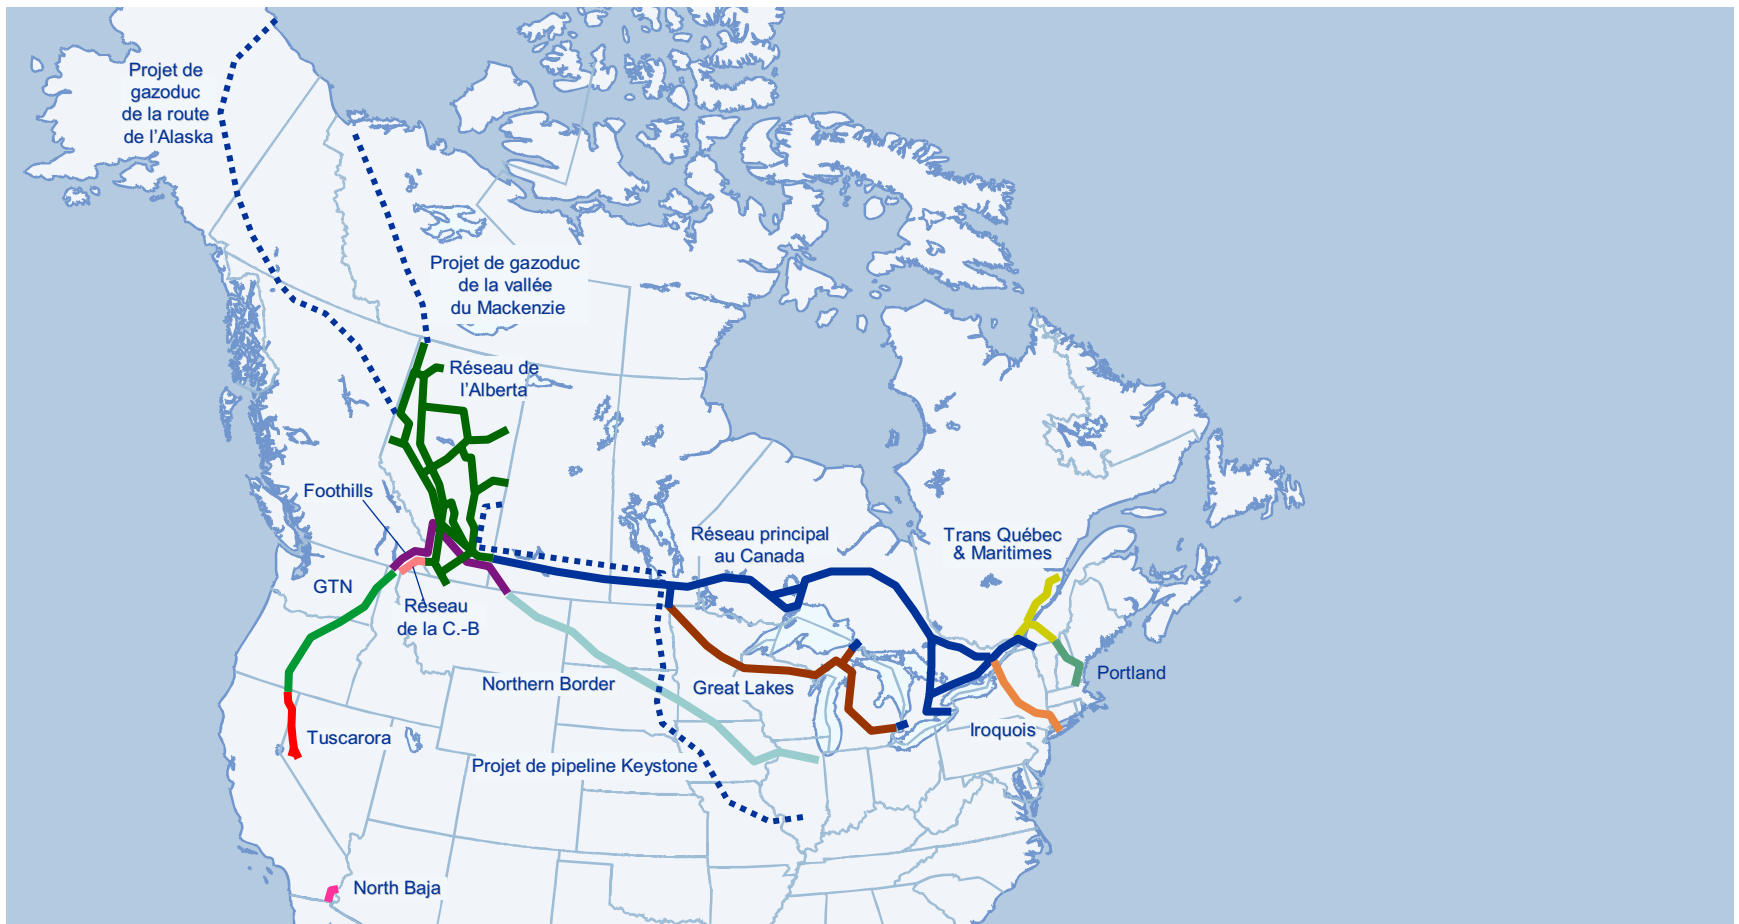 Projet de
gazoduc
de la route
de l'Alaska
Projet de gazoduc
de la vallée
du Mackenzie
Réseau de
l'Alberta
Foothills
Réseau principal
au Canada
Trans Québec
& Maritimes
GTN
Réseau
de la C.-B
Northern Border
Great Lakes
Portland
Iroquois
Tuscarora
Projet de pipeline Keystone
North Baja